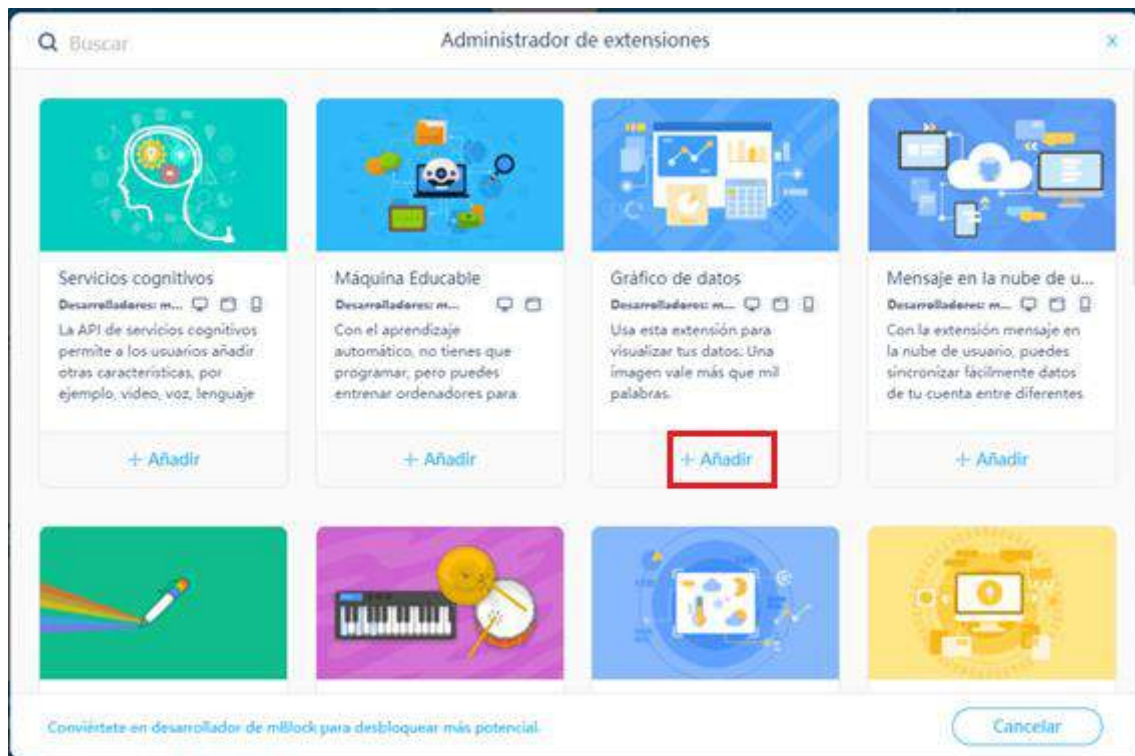 Buscar
Administrador de extensiones
x
Servicios cognitivos
Desarrolladores: m...
La API de servicios cognitivos
permite a los usuarios añadir
otras características, por
ejemplo, video, voz, lenguaje
+ Añadir
Máquina Educable
Desarrolladores: m...
Con el aprendizaje
automático, no tienes que
programar, pero puedes
entrenar ordenadores para
+ Añadir
Gráfico de datos
Desarrolladores: m...
Usa esta extensión para
visualizar tus datos. Una
imagen vale más que mil
palabras.
+ Añadir
Mensaje en la nube de u...
Desarrolladores: m...
Con la extensión mensaje en
la nube de usuario, puedes
sincronizar fácilmente datos
de tu cuenta entre diferentes
+ Añadir
Conviértete en desarrollador de mBlock para desbloquear más potencial.
Cancelar